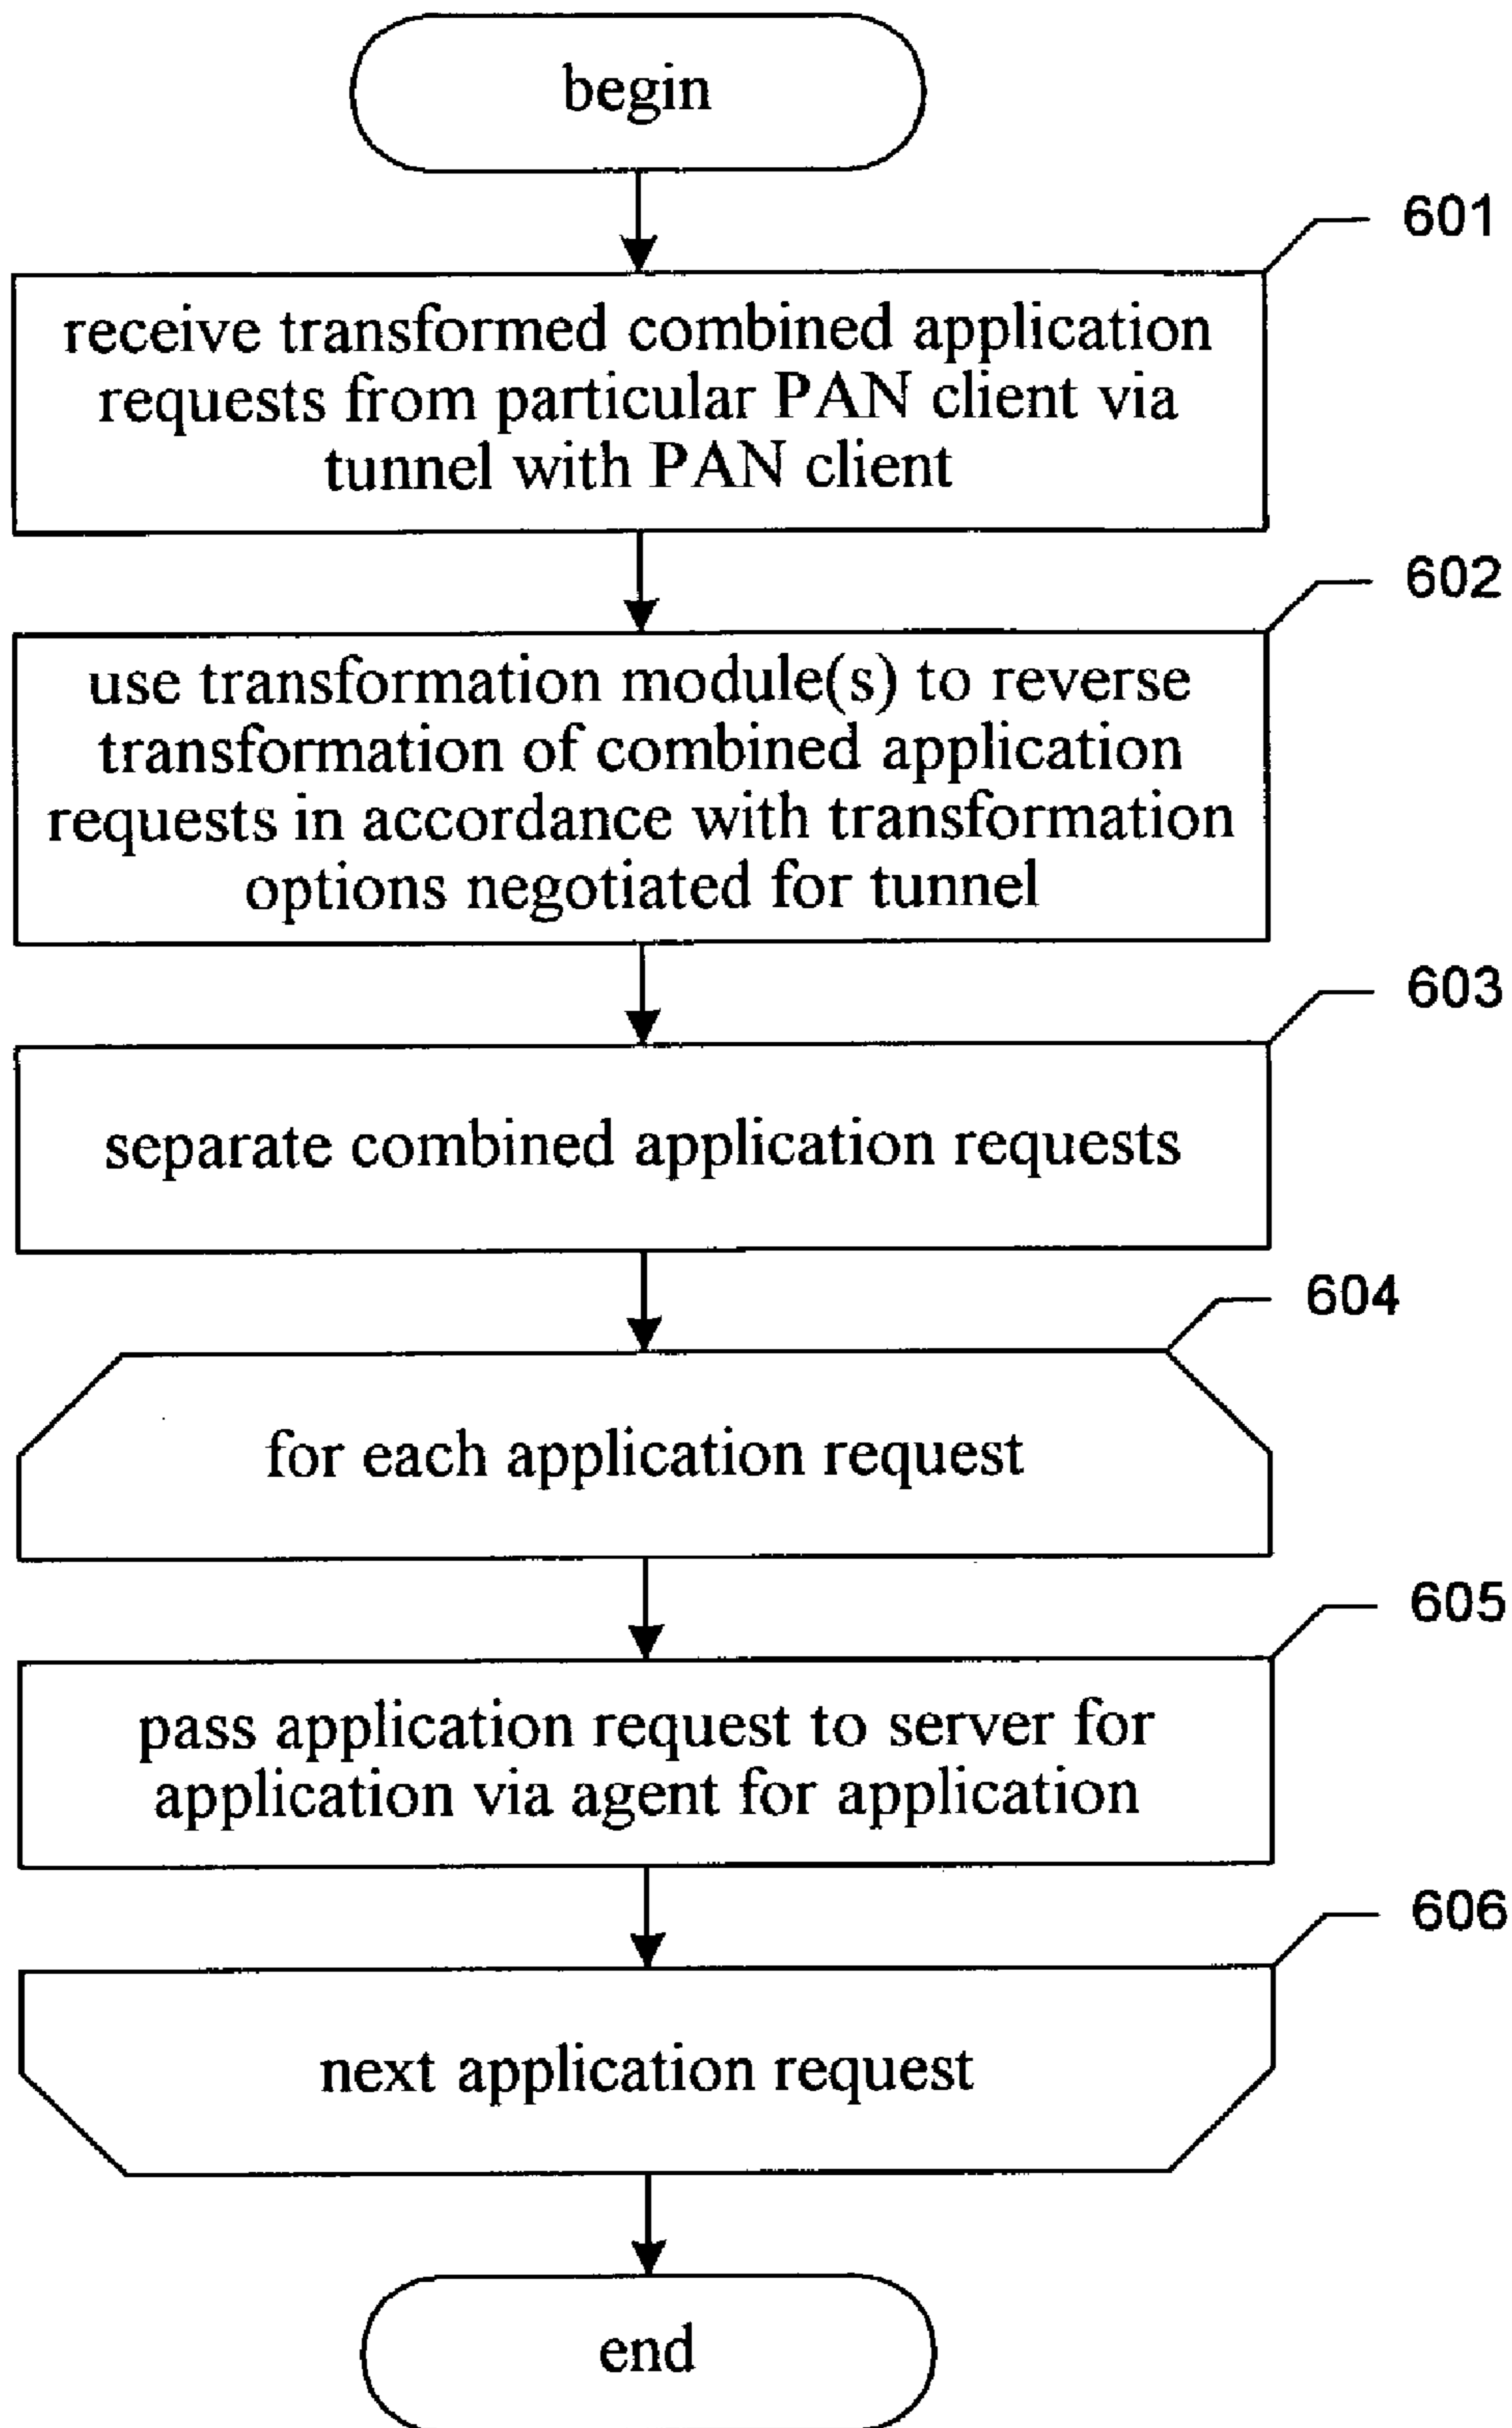 begin
601
receive transformed combined application
requests from particular PAN client via
tunnel with PAN client
602
use transformation module(s) to reverse
transformation of combined application
requests in accordance with transformation
options negotiated for tunnel
603
separate combined application requests
604
for each application request
605
pass application request to server for
application via agent for application
606
next application request
end